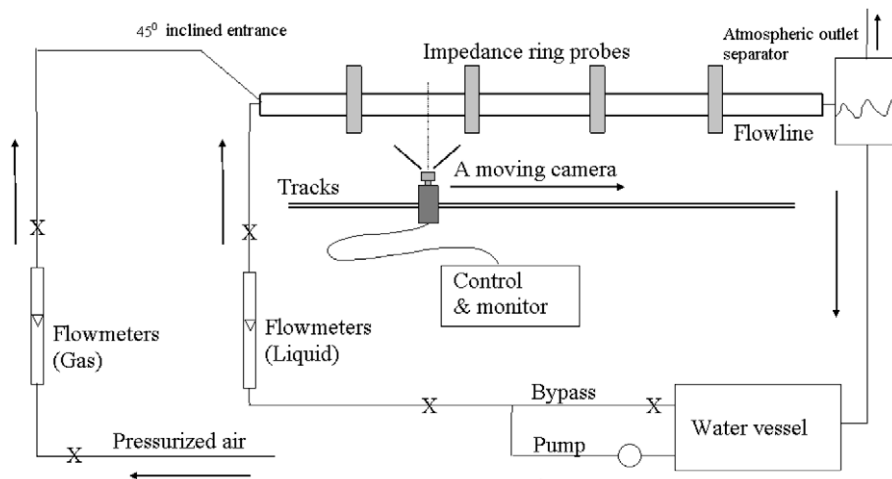 45⁰ inclined entrance
Impedance ring probes
Atmospheric outlet
separator
Flowline
A moving camera
Tracks
X
X
Control
& monitor
Flowmeters
(Gas)
Flowmeters
(Liquid)
X
Bypass
X
Water vessel
Pump
Pressurized air
X